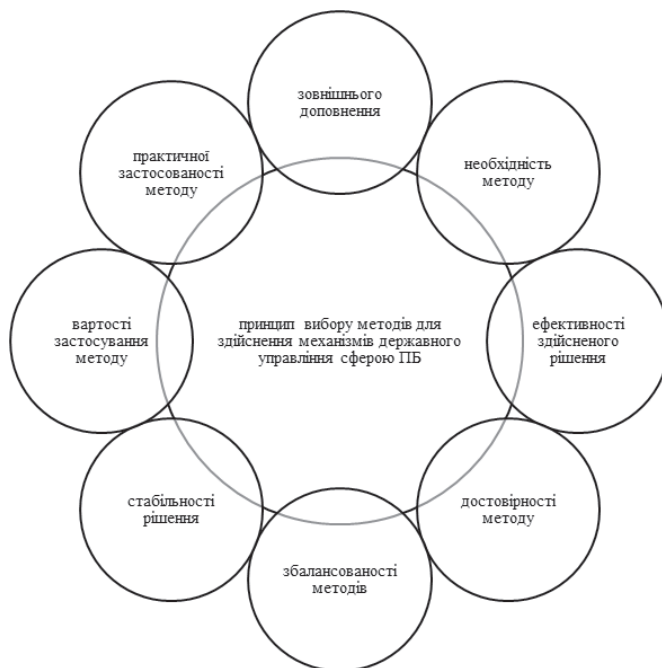 зовнішнього
доповнення
необхідність
методу
ефективності
здійсненого
рішення
достовірності
методу
збалансованості
методів
стабільності
рішення
вартості
застосування
методу
практичної
застосованості
методу
принцип вибору методів для
здійснення механізмів державного
управління сферою ПБ